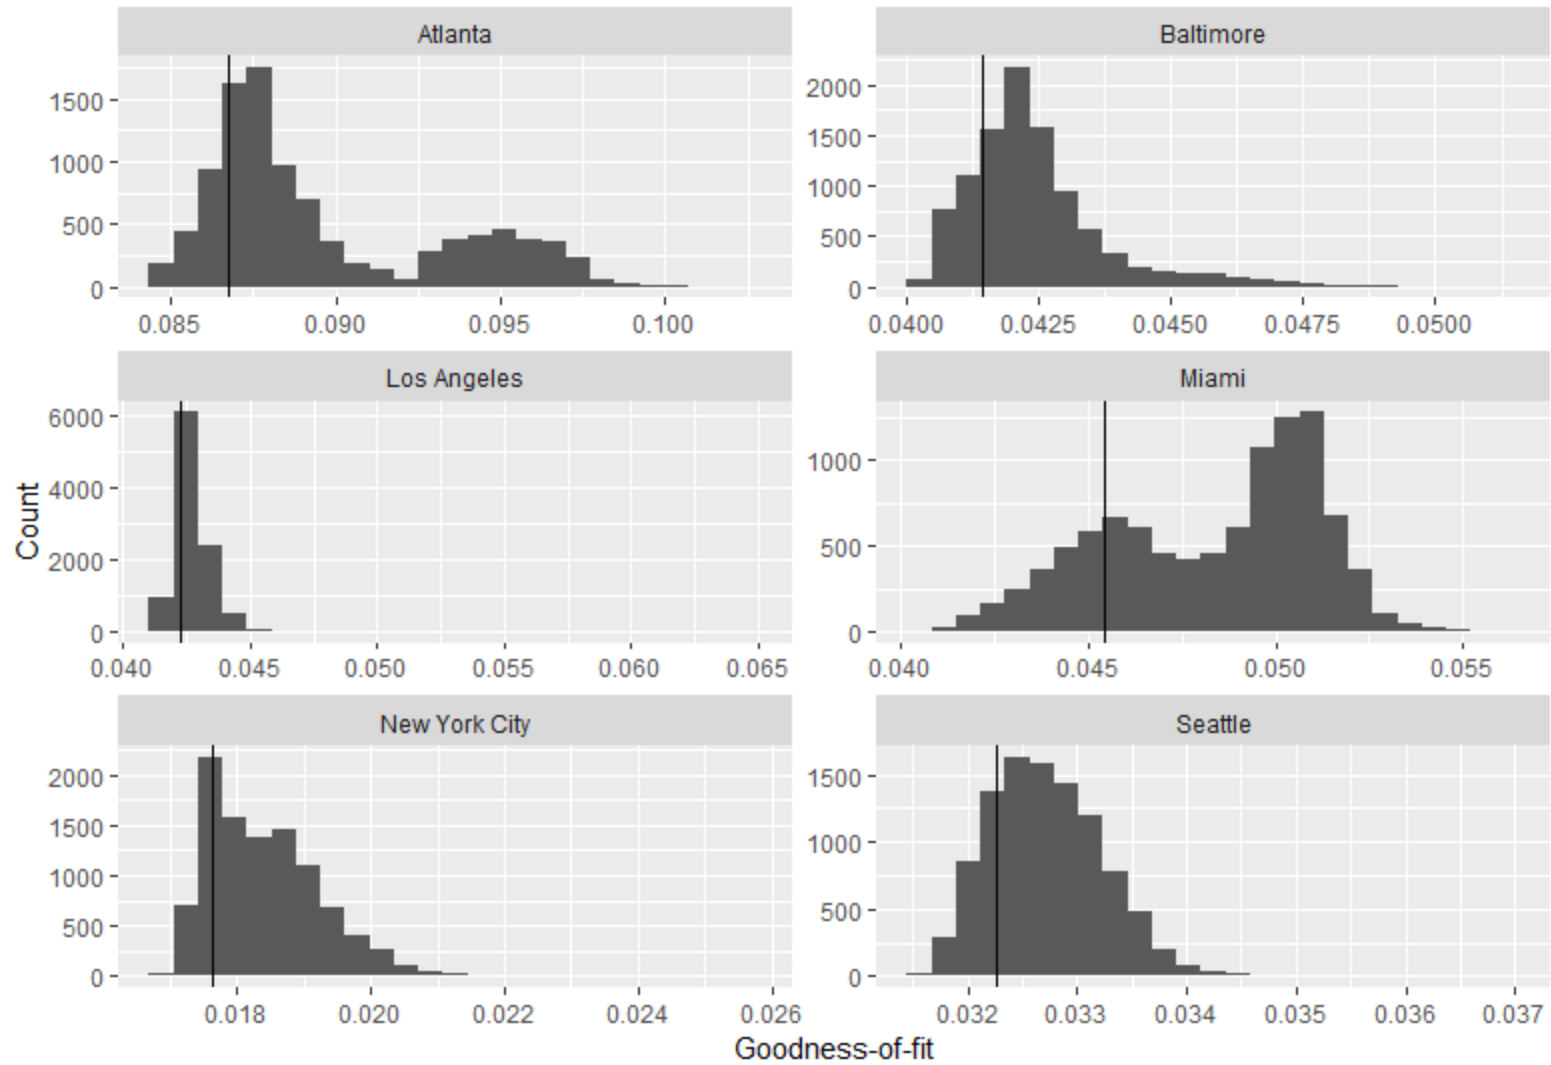 Atlanta
1500
1000
500
0
0.085 0.090 0.095 0.100
Baltimore
2000
1500
1000
500
0
0.0400 0.0425 0.0450 0.0475 0.0500
Los Angeles
6000
4000
2000
0
0.040 0.045 0.050 0.055 0.060 0.065
Miami
1000
500
0
0.040 0.045 0.050 0.055
New York City
2000
1500
1000
500
0
0.018 0.020 0.022 0.024 0.026
Seattle
1500
1000
500
0
0.032 0.033 0.034 0.035 0.036 0.037
Count
Goodness-of-fit